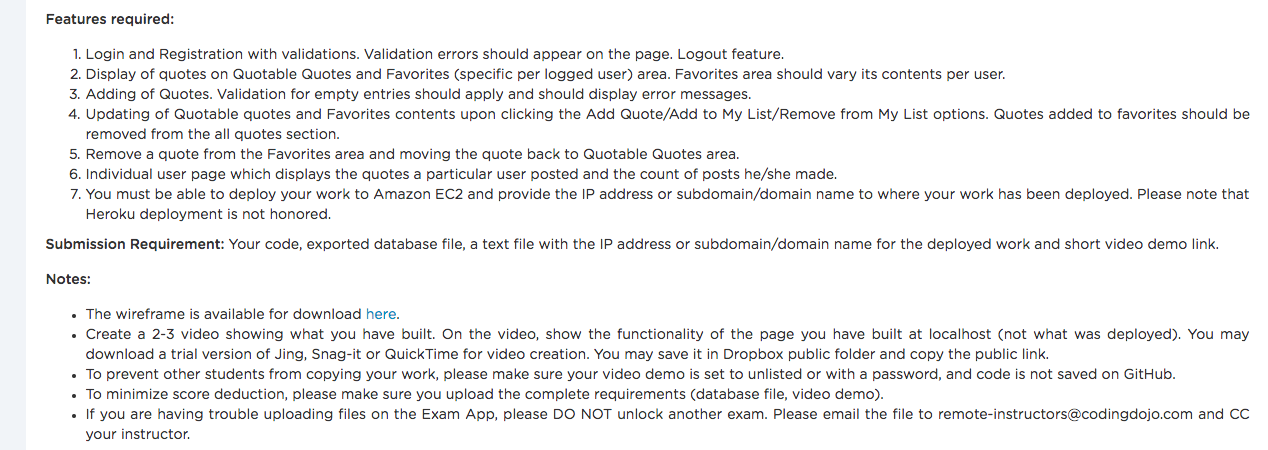 Features required:
1. Login and Registration with validations. Validation errors should appear on the page. Logout feature.
2. Display of quotes on Quotable Quotes and Favorites (specific per logged user) area. Favorites area should vary its contents per user.
3. Adding of Quotes. Validation for empty entries should apply and should display error messages.
4. Updating of Quotable quotes and Favorites contents upon clicking the Add Quote/Add to My List/Remove from My List options. Quotes added to favorites should be
removed from the all quotes section.
5. Remove a quote from the Favorites area and moving the quote back to Quotable Quotes area.
6. Individual user page which displays the quotes a particular user posted and the count of posts he/she made.
7. You must be able to deploy your work to Amazon EC2 and provide the IP address or subdomain/domain name to where your work has been deployed. Please note that
Heroku deployment is not honored.
Submission Requirement: Your code, exported database file, a text file with the IP address or subdomain/domain name for the deployed work and short video demo link.
Notes:
• The wireframe is available for download here.
• Create a 2-3 video showing what you have built. On the video, show the functionality of the page you have built at localhost (not what was deployed). You may
download a trial version of Jing, Snag-it or QuickTime for video creation. You may save it in Dropbox public folder and copy the public link.
• To prevent other students from copying your work, please make sure your video demo is set to unlisted or with a password, and code is not saved on GitHub.
• To minimize score deduction, please make sure you upload the complete requirements (database file, video demo).
• If you are having trouble uploading files on the Exam App, please DO NOT unlock another exam. Please email the file to remote-instructors@codingdojo.com and CC
your instructor.